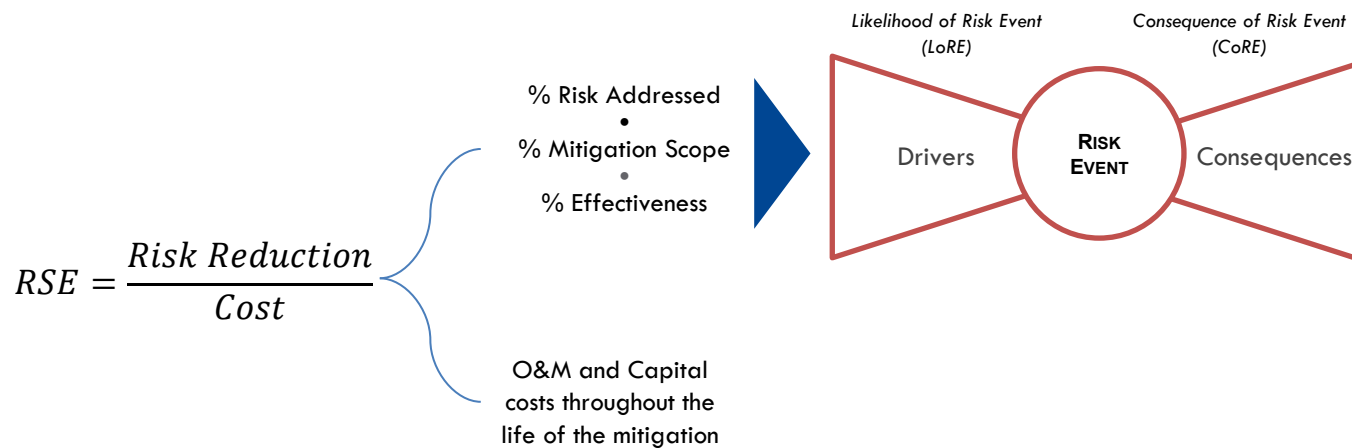 Likelihood of Risk Event
(LoRE)
Consequence of Risk Event
(CoRE)
% Risk Addressed
•
% Mitigation Scope
•
% Effectiveness
Drivers
RISK
EVENT
Consequences
RSE = Risk Reduction
Cost
O&M and Capital
costs throughout the
life of the mitigation